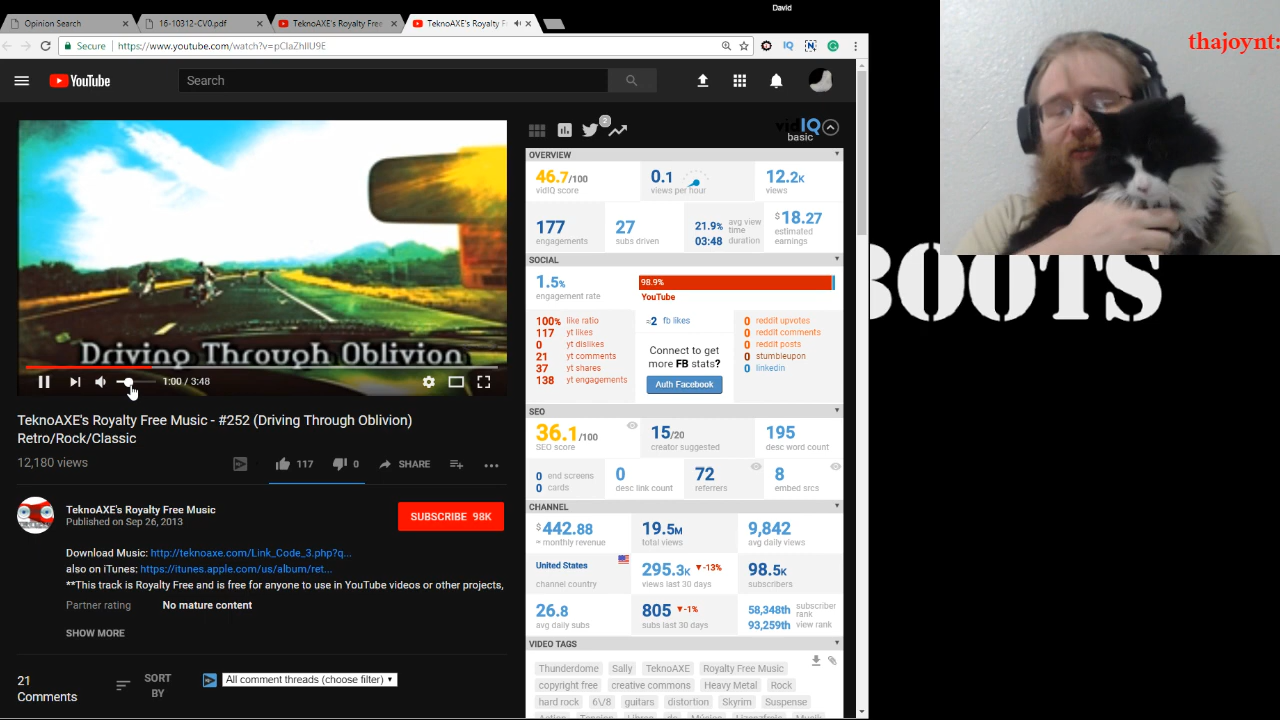 David
Opinion Search
16-10312-CV0.pdf
TeknoAXE's Royalty Free
TeknoAXE's Royalty F
Secure
https://www.youtube.com/watch?v=pClaZhlIU9E
thajoynt:
YouTube
Search
2
vidIQ
basic
Driving Through Oblivion
1:00 / 3:48
TeknoAXE's Royalty Free Music - #252 (Driving Through Oblivion)
Retro/Rock/Classic
12,180 views
117
0
SHARE
TeknoAXE's Royalty Free Music
Published on Sep 26, 2013
SUBSCRIBE 98K
Download Music: http://teknoaxe.com/Link_Code_3.php?q...
also on iTunes: https://itunes.apple.com/us/album/ret...
**This track is Royalty Free and is free for anyone to use in YouTube videos or other projects,
Partner rating No mature content
SHOW MORE
21
Comments
SORT
BY
All comment threads (choose filter)
OVERVIEW
46.7/100
vidIQ score
0.1
views per hour
12.2K
views
177
engagements
27
subs driven
21.9% avg view time
03:48 duration
$18.27
estimated
earnings
SOCIAL
1.5%
engagement rate
98.9%
YouTube
100% like ratio
117 yt likes
0 yt dislikes
21 yt comments
37 yt shares
138 yt engagements
≈2 fb likes
Connect to get
more FB stats?
Auth Facebook
0 reddit upvotes
0 reddit comments
0 reddit posts
0 stumbleupon
0 linkedin
SEO
36.1/100
SEO score
15/20
creator suggested
195
desc word count
0 end screens
0 cards
0
desc link count
72
referrers
8
embed srcs
CHANNEL
$442.88
≈ monthly revenue
19.5M
total views
9,842
avg daily views
United States
channel country
295.3K -13%
views last 30 days
98.5K
subscribers
26.8
avg daily subs
805 -1%
subs last 30 days
58,348th subscriber rank
93,259th view rank
VIDEO TAGS
Thunderdome Sally TeknoAXE Royalty Free Music
copyright free creative commons Heavy Metal Rock
hard rock 6\/8 guitars distortion Skyrim Suspense
BOOTS